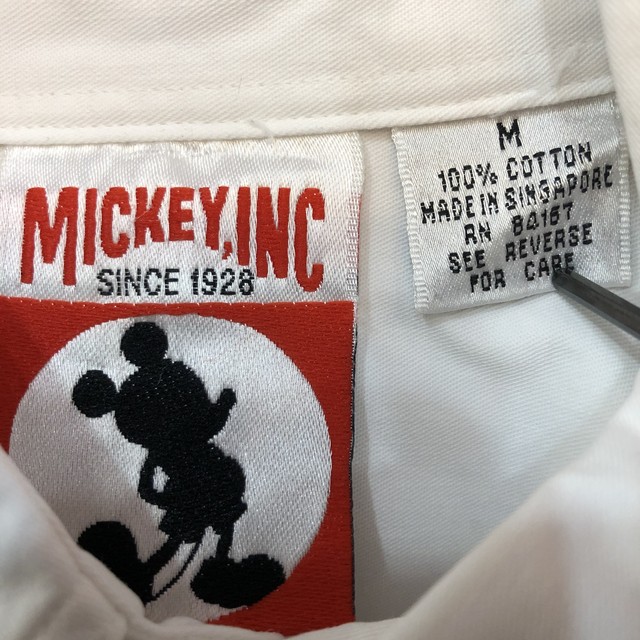 MICKEY, INC
SINCE 1928
M
100% COTTON
MADE IN SINGAPORE
RN 84167
SEE REVERSE
FOR CARE